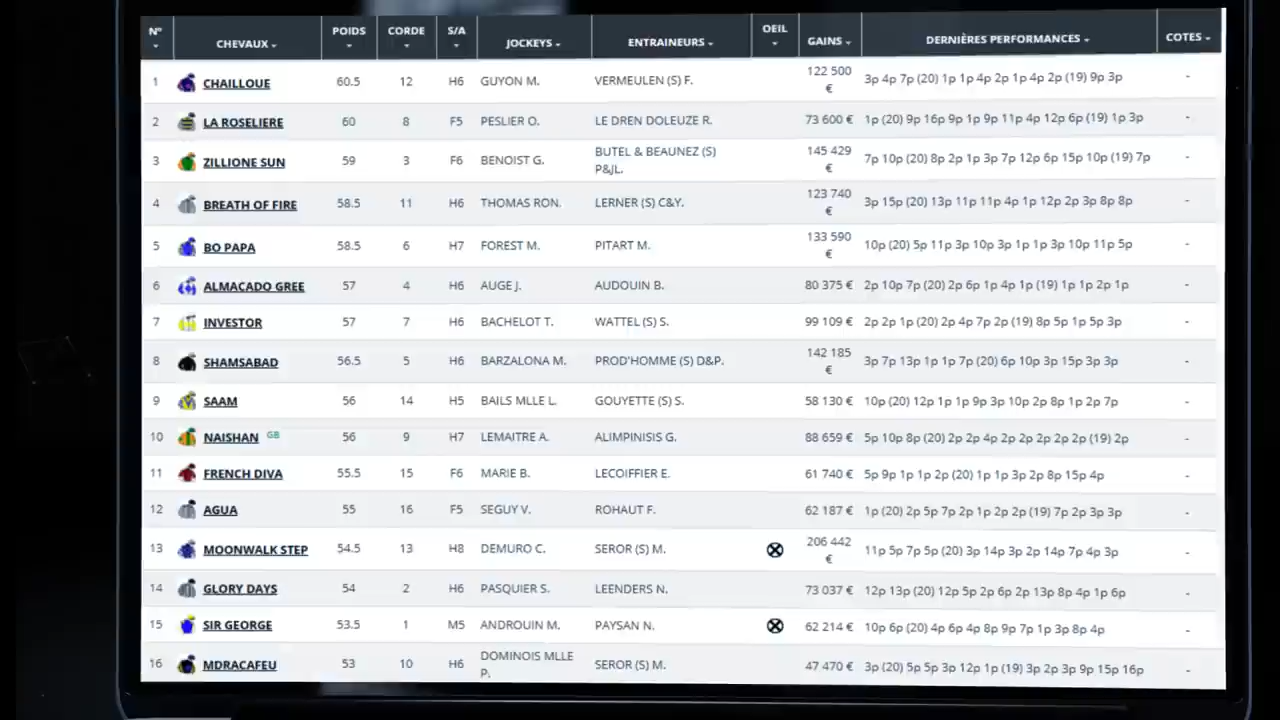 N° CHEVAUX POIDS CORDE S/A JOCKEYS ENTRAINEURS OEIL GAINS DERNIÈRES PERFORMANCES COTES
1 CHAILLOUE 60.5 12 H6 GUYON M. VERMEULEN (S) F. 122 500 € 3p 4p 7p (20) 1p 1p 4p 2p 1p 4p 2p (19) 9p 3p -
2 LA ROSELIERE 60 8 F5 PESLIER O. LE DREN DOLEUZE R. 73 600 € 1p (20) 9p 16p 9p 1p 9p 11p 4p 12p 6p (19) 1p 3p -
3 ZILLIONE SUN 59 3 F6 BENOIST G. BUTEL & BEAUNEZ (S) P&JL. 145 429 € 7p 10p (20) 8p 2p 1p 3p 7p 12p 6p 15p 10p (19) 7p -
4 BREATH OF FIRE 58.5 11 H6 THOMAS RON. LERNER (S) C&Y. 123 740 € 3p 15p (20) 13p 11p 11p 4p 1p 12p 2p 3p 8p 8p -
5 BO PAPA 58.5 6 H7 FOREST M. PITART M. 133 590 € 10p (20) 5p 11p 3p 10p 3p 1p 1p 3p 10p 11p 5p -
6 ALMACADO GREE 57 4 H6 AUGE J. AUDOUIN B. 80 375 € 2p 10p 7p (20) 2p 6p 1p 4p 1p (19) 1p 1p 2p 1p -
7 INVESTOR 57 7 H6 BACHELOT T. WATTEL (S) S. 99 109 € 2p 2p 1p (20) 2p 4p 7p 2p (19) 8p 5p 1p 5p 3p -
8 SHAMSABAD 56.5 5 H6 BARZALONA M. PROD'HOMME (S) D&P. 142 185 € 3p 7p 13p 1p 1p 7p (20) 6p 10p 3p 15p 3p 3p -
9 SAAM 56 14 H5 BAILS MLLE L. GOUYETTE (S) S. 58 130 € 10p (20) 12p 1p 1p 9p 3p 10p 2p 8p 1p 2p 7p -
10 NAISHAN GB 56 9 H7 LEMAITRE A. ALIMPINISIS G. 88 659 € 5p 10p 8p (20) 2p 2p 4p 2p 2p 2p 2p 2p (19) 2p -
11 FRENCH DIVA 55.5 15 F6 MARIE B. LECOIFFIER E. 61 740 € 5p 9p 1p 1p 2p (20) 1p 1p 3p 2p 8p 15p 4p -
12 AGUA 55 16 F5 SEGUY V. ROHAUT F. 62 187 € 1p (20) 2p 5p 7p 2p 1p 2p 2p (19) 7p 2p 3p 3p -
13 MOONWALK STEP 54.5 13 H8 DEMURO C. SEROR (S) M. 206 442 € 11p 5p 7p 5p (20) 3p 14p 3p 2p 14p 7p 4p 3p -
14 GLORY DAYS 54 2 H6 PASQUIER S. LEENDERS N. 73 037 € 12p 13p (20) 12p 5p 2p 6p 2p 13p 8p 4p 1p 6p -
15 SIR GEORGE 53.5 1 M5 ANDROUIN M. PAYSAN N. 62 214 € 10p 6p (20) 4p 6p 4p 8p 9p 7p 1p 3p 8p 4p -
16 MDRACAFEU 53 10 H6 DOMINOIS MLLE P. SEROR (S) M. 47 470 € 3p (20) 5p 5p 3p 12p 1p (19) 3p 2p 3p 9p 15p 16p -